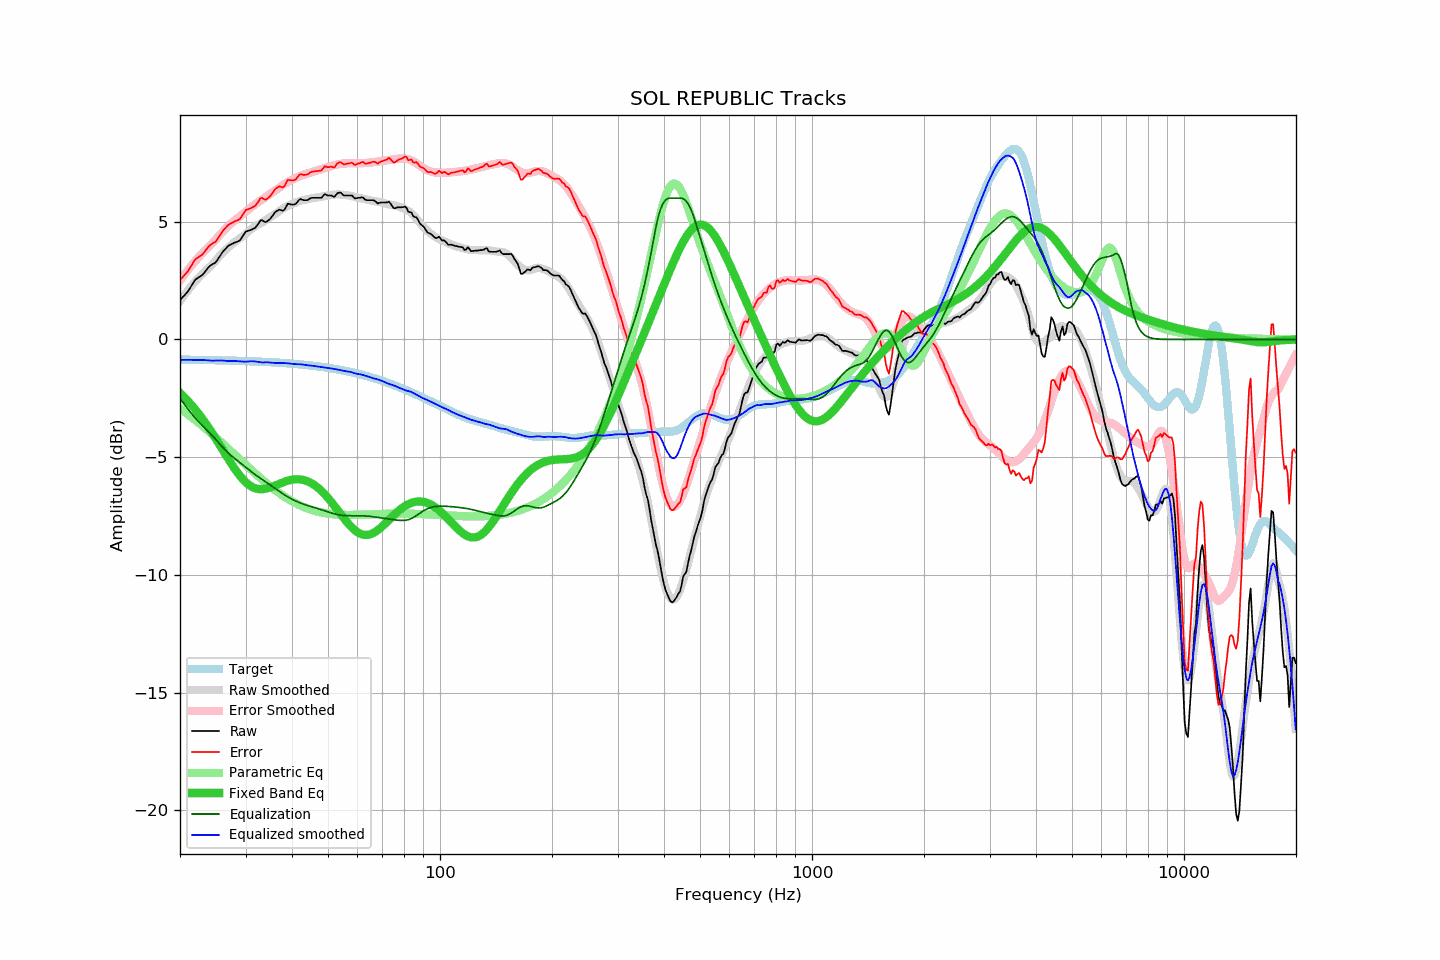 SOL REPUBLIC Tracks
Amplitude (dBr)
5
0
−5
−10
−15
−20
Target
Raw Smoothed
Error Smoothed
Raw
Error
Parametric Eq
Fixed Band Eq
Equalization
Equalized smoothed
100
1000
10000
Frequency (Hz)